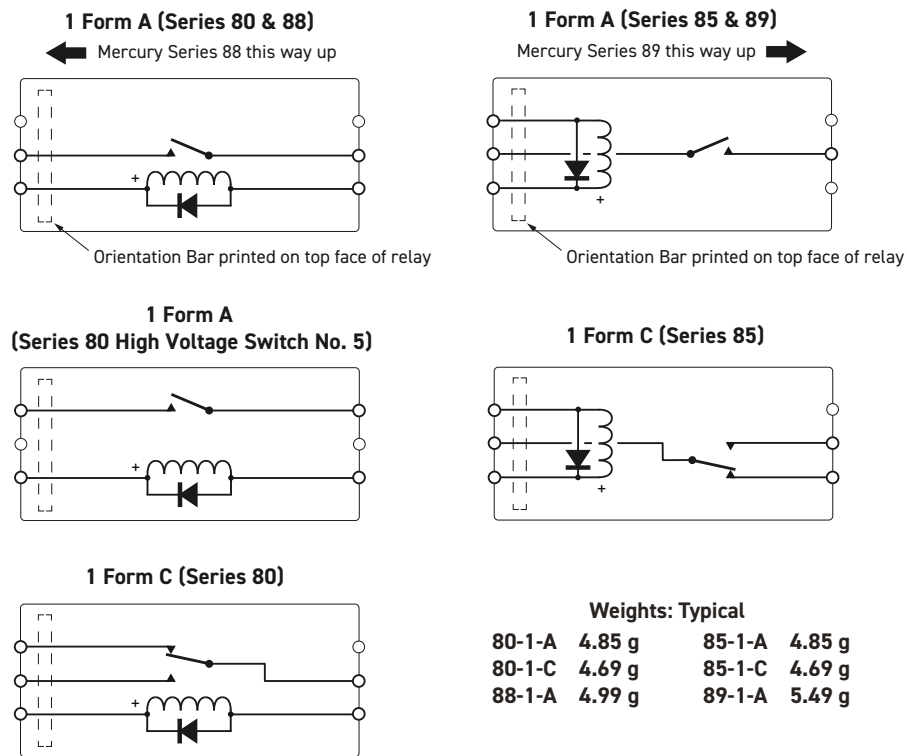 1 Form A (Series 80 & 88)
Mercury Series 88 this way up
+
Orientation Bar printed on top face of relay
1 Form A (Series 85 & 89)
Mercury Series 89 this way up
+
Orientation Bar printed on top face of relay
1 Form A
(Series 80 High Voltage Switch No. 5)
+
1 Form C (Series 85)
+
1 Form C (Series 80)
+
Weights: Typical
80-1-A 4.85 g 85-1-A 4.85 g
80-1-C 4.69 g 85-1-C 4.69 g
88-1-A 4.99 g 89-1-A 5.49 g